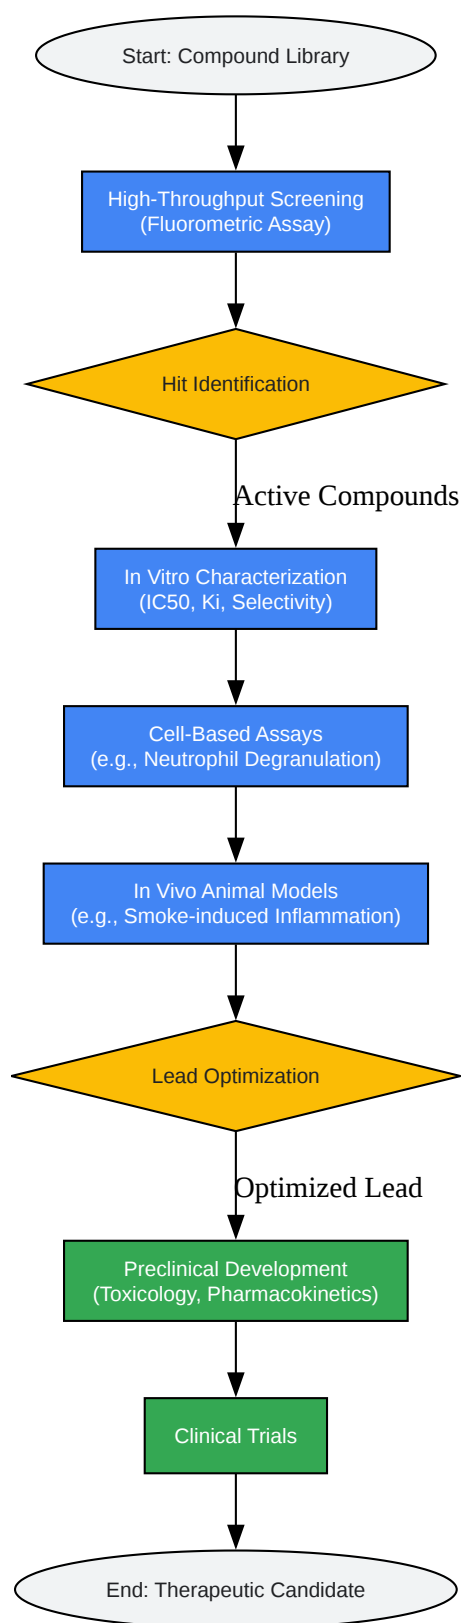 Start: Compound Library
High-Throughput Screening
(Fluorometric Assay)
Hit Identification
Active Compounds
In Vitro Characterization
(IC50, Ki, Selectivity)
Cell-Based Assays
(e.g., Neutrophil Degranulation)
In Vivo Animal Models
(e.g., Smoke-induced Inflammation)
Lead Optimization
Optimized Lead
Preclinical Development
(Toxicology, Pharmacokinetics)
Clinical Trials
End: Therapeutic Candidate